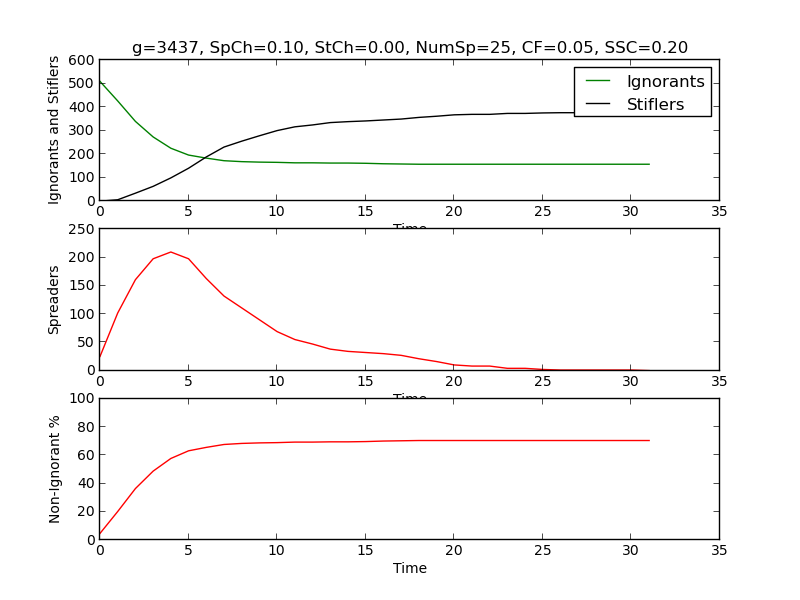 g=3437, SpCh=0.10, StCh=0.00, NumSp=25, CF=0.05, SSC=0.20
Ignorants and Stiflers
600
500
400
300
200
100
0
Ignorants
Stiflers
0 5 10 15 20 25 30 35
Time
Spreaders
250
200
150
100
50
0
0 5 10 15 20 25 30 35
Time
Non-Ignorant %
100
80
60
40
20
0
0 5 10 15 20 25 30 35
Time